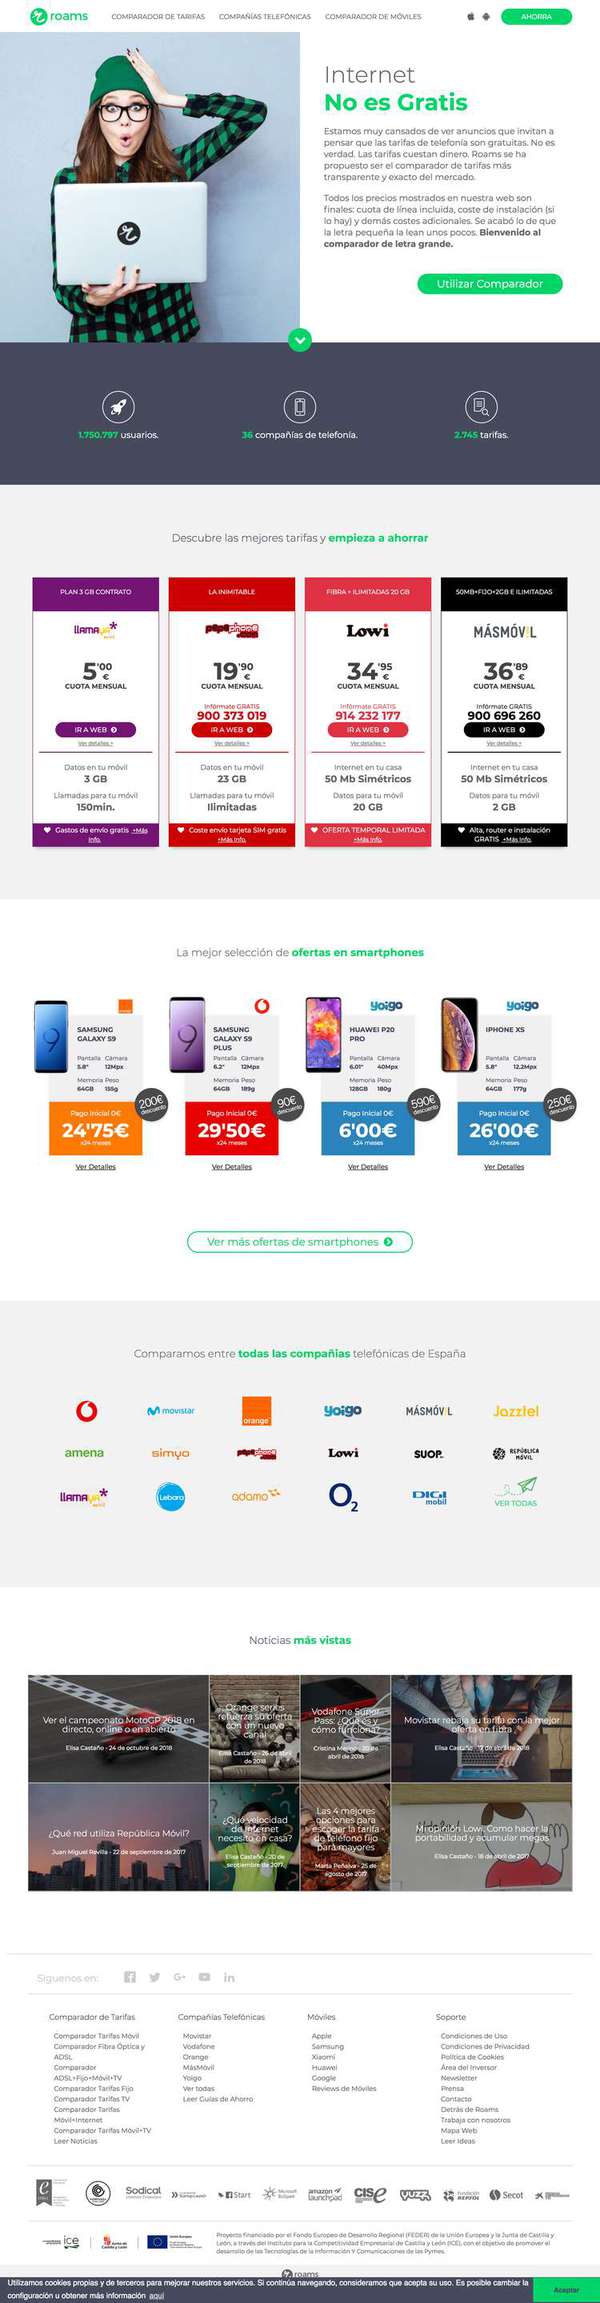 roams COMPARADOR DE TARIFAS COMPAÑÍAS TELEFÓNICAS COMPARADOR DE MÓVILES AHORRA
Internet
No es Gratis
Estamos muy cansados de ver anuncios que invitan a
pensar que las tarifas de telefonía son gratuitas. No es
verdad. Las tarifas cuestan dinero. Roams se ha
propuesto ser el comparador de tarifas más
transparente y exacto del mercado.
Todos los precios mostrados en nuestra web son
finales: cuota de línea incluida, coste de instalación (si
lo hay) y demás costes adicionales. Se acabó lo de que
la letra pequeña la lean unos pocos. Bienvenido al
comparador de letra grande.
Utilizar Comparador
1.750.797 usuarios.
36 compañías de telefonía.
2.745 tarifas.
Descubre las mejores tarifas y empieza a ahorrar
PLAN 3 GB CONTRATO
LLAMAYA
móvil
5'00 €
CUOTA MENSUAL
IR A WEB
Ver detalles +
Datos en tu móvil
3 GB
Llamadas para tu móvil
150min.
Gastos de envío gratis +Más
Info.
LA INIMITABLE
pepephone
.com
19'90 €
CUOTA MENSUAL
Infórmate GRATIS
900 373 019
IR A WEB
Ver detalles +
Datos en tu móvil
23 GB
Llamadas para tu móvil
Ilimitadas
Coste envío tarjeta SIM gratis
+Más Info.
FIBRA + ILIMITADAS 20 GB
Lowi
34'95 €
CUOTA MENSUAL
Infórmate GRATIS
914 232 177
IR A WEB
Ver detalles +
Internet en tu casa
50 Mb Simétricos
Datos para tu móvil
20 GB
OFERTA TEMPORAL LIMITADA
+Más Info.
50MB+FIJO+2GB E ILIMITADAS
MÁSMÓVIL
36'89 €
CUOTA MENSUAL
Infórmate GRATIS
900 696 260
IR A WEB
Ver detalles +
Internet en tu casa
50 Mb Simétricos
Datos para tu móvil
2 GB
Alta, router e instalación
GRATIS +Más Info.
La mejor selección de ofertas en smartphones
orange
SAMSUNG
GALAXY S9
Pantalla Cámara
5.8" 12Mpx
Memoria Peso
64GB 155g
200€
descuento
Pago Inicial 0€
24'75€
x24 meses
Ver Detalles
SAMSUNG
GALAXY S9
PLUS
Pantalla Cámara
6.2" 12Mpx
Memoria Peso
64GB 189g
90€
descuento
Pago Inicial 0€
29'50€
x24 meses
Ver Detalles
yoigo
HUAWEI P20
PRO
Pantalla Cámara
6.01" 40Mpx
Memoria Peso
128GB 180g
590€
descuento
Pago Inicial 0€
6'00€
x24 meses
Ver Detalles
yoigo
IPHONE XS
Pantalla Cámara
5.8" 12.2Mpx
Memoria Peso
64GB 177g
250€
descuento
Pago Inicial 0€
26'00€
x24 meses
Ver Detalles
Ver más ofertas de smartphones
Comparamos entre todas las compañias telefónicas de España
movistar orange yoigo MÁSMÓVIL Jazztel
amena simyo pepephone.com Lowi SUOP REPÚBLICA MÓVIL
LLAMAYA móvil Lebara adamo O2 DIGI mobil VER TODAS
Noticias más vistas
Ver el campeonato MotoGP 2018 en
directo, online o en abierto
Elisa Castaño - 24 de octubre de 2018
Orange series
refuerza su oferta
con un nuevo
canal
Elisa Castaño - 26 de abril
de 2018
Vodafone Super
Pass: ¿Qué es y
cómo funciona?
Cristina Merino - 20 de
abril de 2018
Movistar rebaja su tarifa con la mejor
oferta en fibra
Elisa Castaño - 12 de abril de 2018
¿Qué red utiliza República Móvil?
Juan Miguel Revilla - 22 de septiembre de 2017
¿Qué velocidad
de internet
necesito en casa?
Elisa Castaño - 20 de
septiembre de 2017
Las 4 mejores
opciones para
escoger la tarifa
de teléfono fijo
para mayores
Marta Peñalva - 25 de
agosto de 2017
Mi opinión Lowi. Como hacer la
portabilidad y acumular megas
Elisa Castaño - 18 de abril de 2017
Siguenos en:
Comparador de Tarifas
Comparador Tarifas Móvil
Comparador Fibra Óptica y
ADSL
Comparador
ADSL+Fijo+Móvil+TV
Comparador Tarifas Fijo
Comparador Tarifas TV
Comparador Tarifas
Móvil+Internet
Comparador Tarifas Móvil+TV
Leer Noticias
Compañías Telefónicas
Movistar
Vodafone
Orange
MásMóvil
Yoigo
Ver todas
Leer Guías de Ahorro
Móviles
Apple
Samsung
Xiaomi
Huawei
Google
Reviews de Móviles
Soporte
Condiciones de Uso
Condiciones de Privacidad
Política de Cookies
Área del Inversor
Newsletter
Prensa
Contacto
Detrás de Roams
Trabaja con nosotros
Mapa Web
Leer Ideas
Sodical Start Microsoft BizSpark amazon launchpad CISE YUZZ FUNDACIÓN REPSOL Secot
ice Junta de Castilla y León Unión Europea
Proyecto financiado por el Fondo Europeo de Desarrollo Regional (FEDER) de la Unión Europea y la Junta de Castilla y
León, a través del Instituto para la Competitividad Empresarial de Castilla y León (ICE), con el objetivo de promover el
desarrollo de las Tecnologías de la Información Y Comunicaciones de las Pymes.
roams
Utilizamos cookies propias y de terceros para mejorar nuestros servicios. Si continúa navegando, consideramos que acepta su uso. Es posible cambiar la
configuración u obtener más información aquí
Aceptar